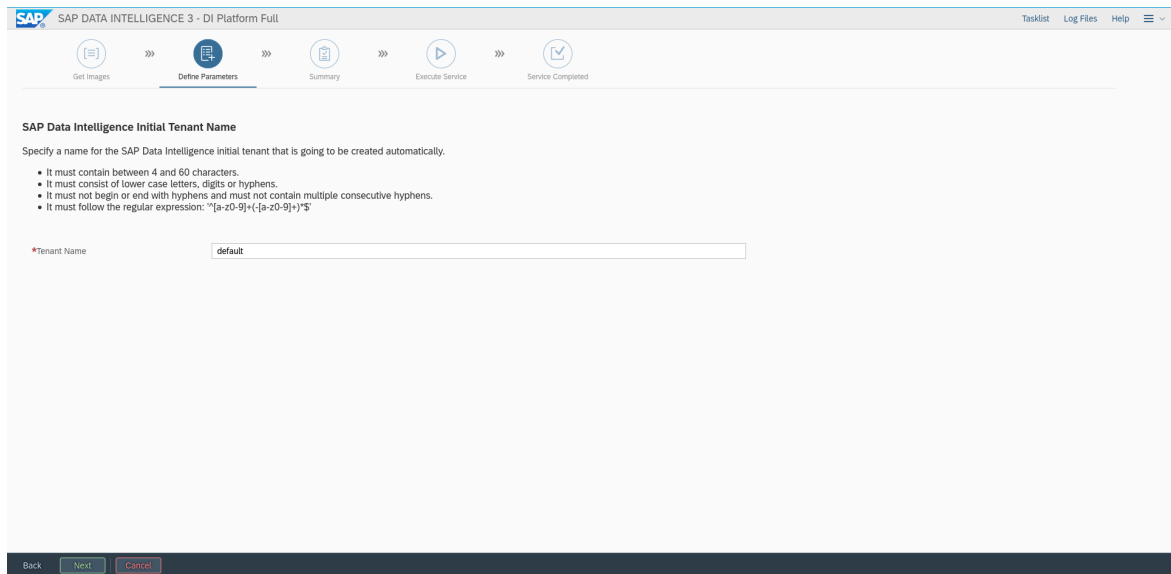 SAP SAP DATA INTELLIGENCE 3 - DI Platform Full Tasklist Log Files Help
Get Images Define Parameters Summary Execute Service Service Completed
SAP Data Intelligence Initial Tenant Name
Specify a name for the SAP Data Intelligence initial tenant that is going to be created automatically.
• It must contain between 4 and 60 characters.
• It must consist of lower case letters, digits or hyphens.
• It must not begin or end with hyphens and must not contain multiple consecutive hyphens.
• It must follow the regular expression: '^[a-z0-9]+(-[a-z0-9]+)*$'
*Tenant Name default
Back Next Cancel